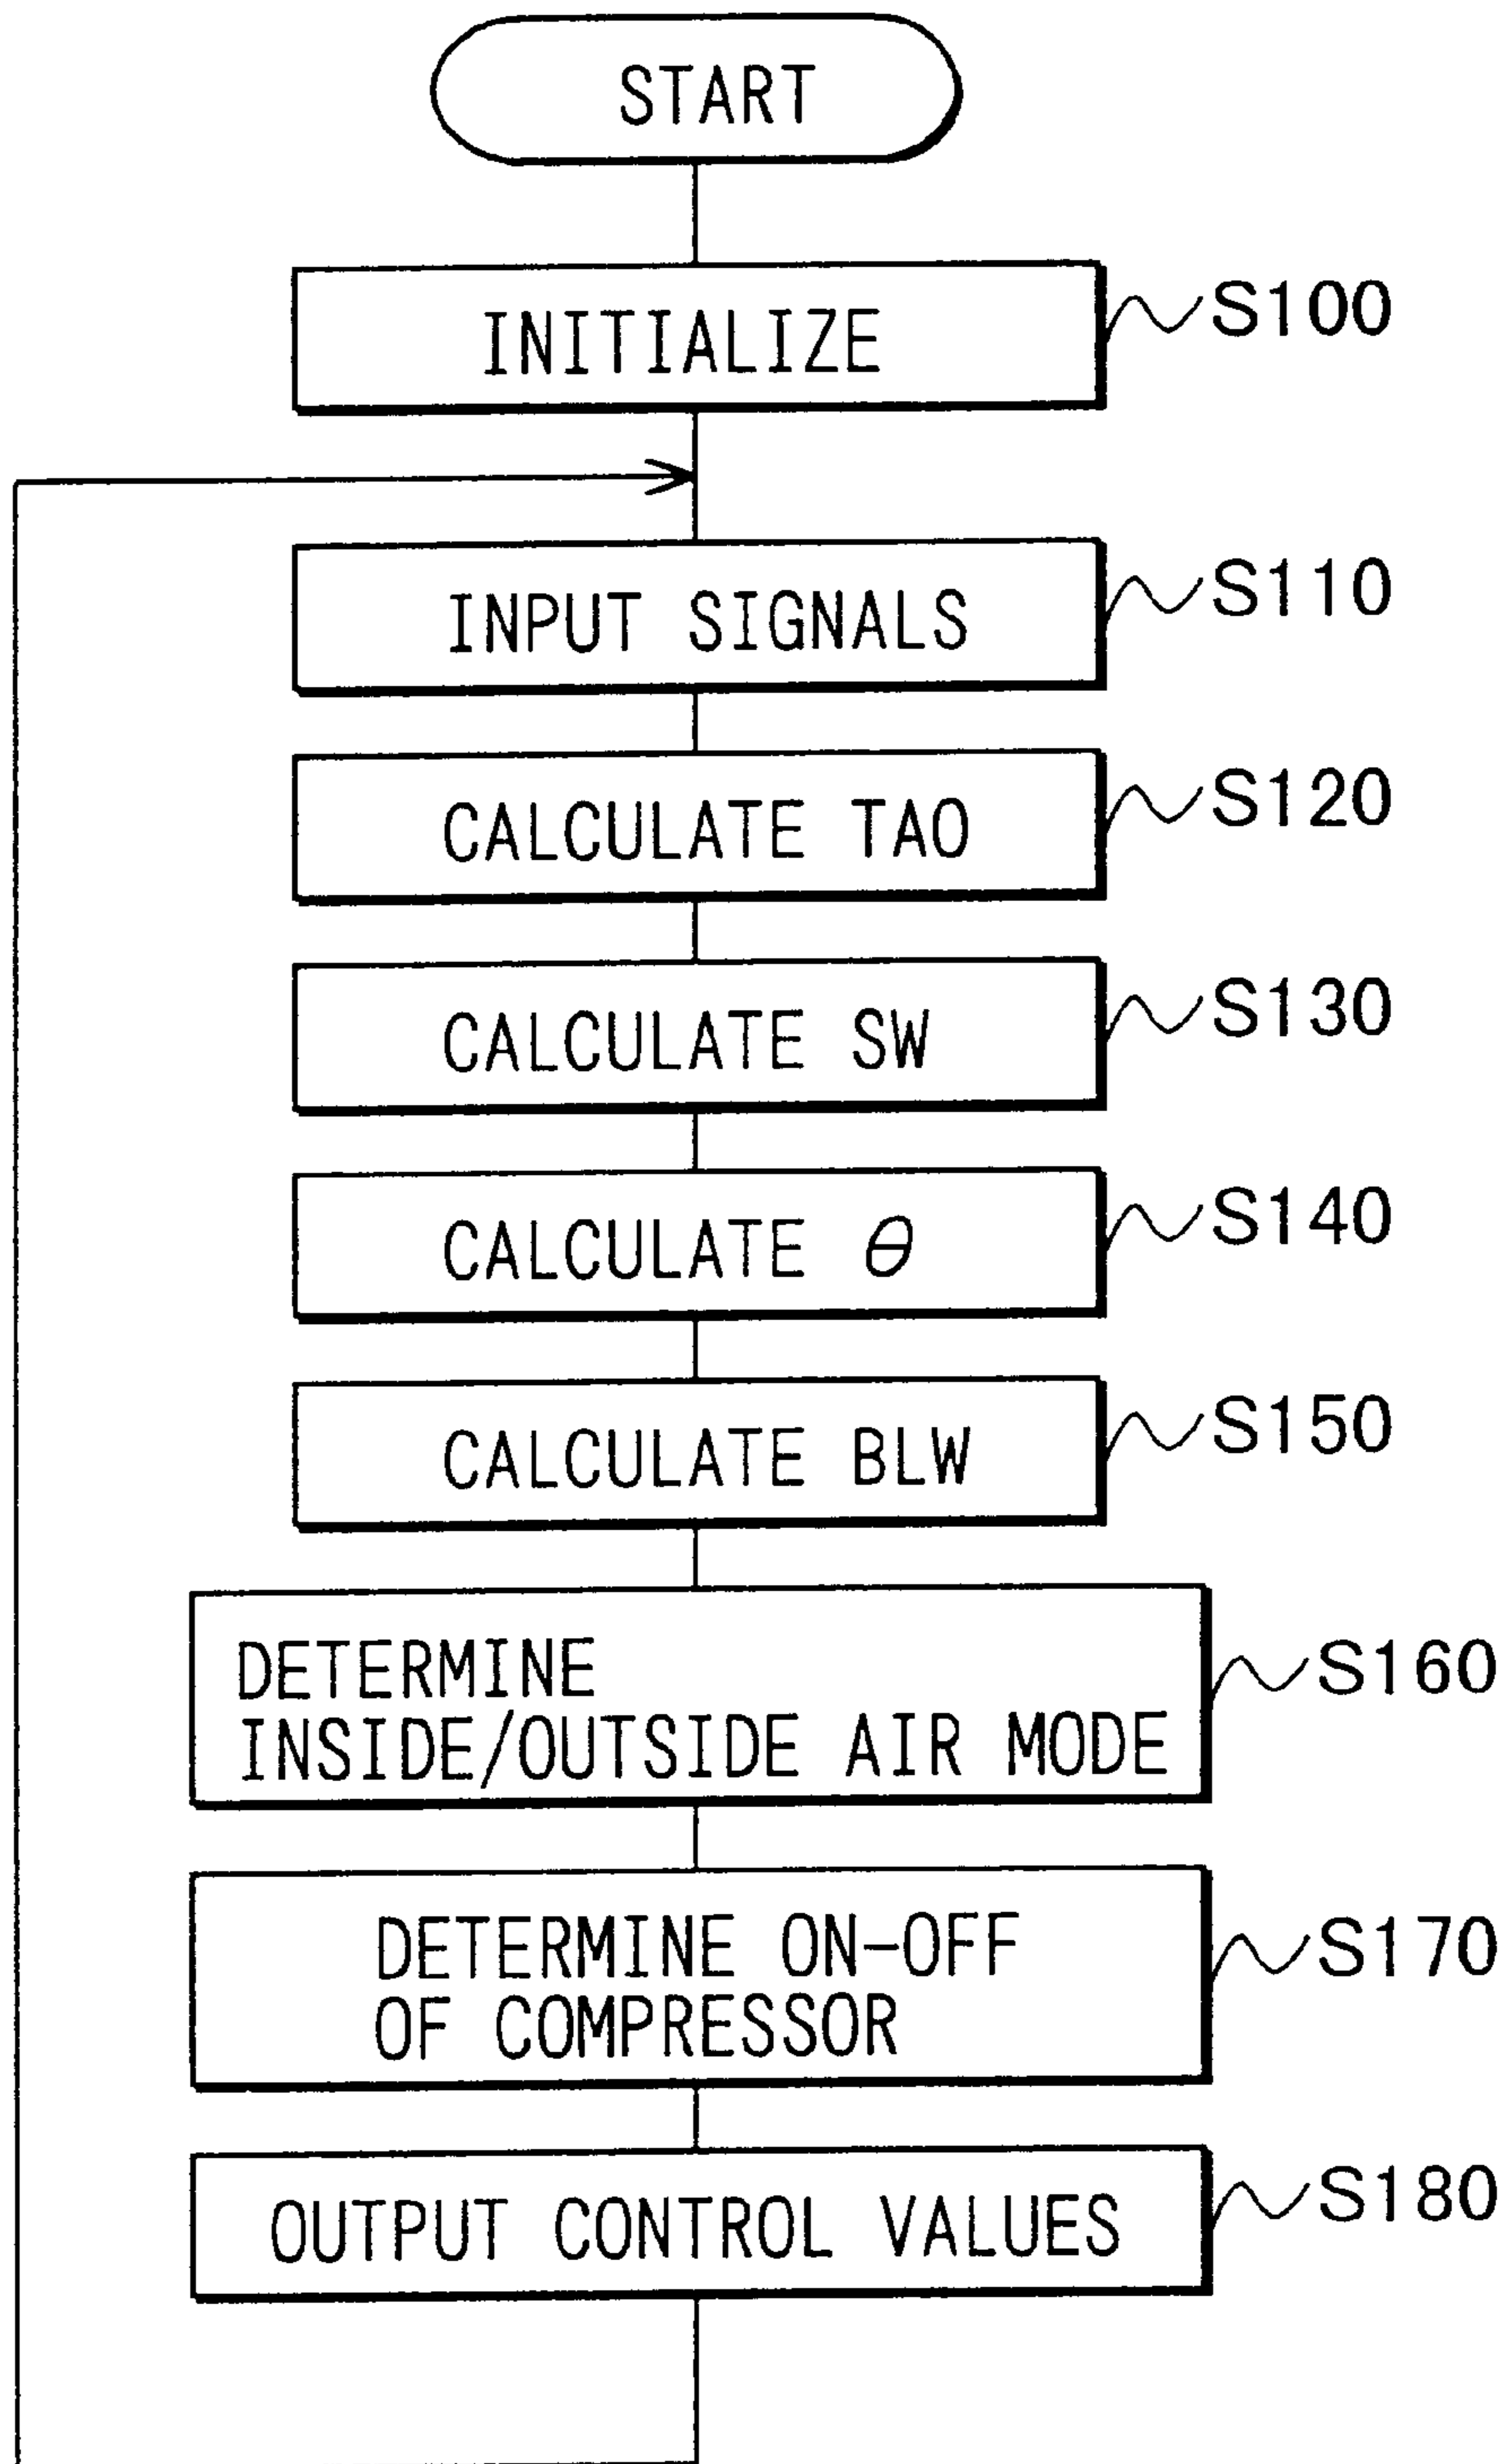 START
INITIALIZE
S100
INPUT SIGNALS
S110
CALCULATE TAO
S120
CALCULATE SW
S130
CALCULATE θ
S140
CALCULATE BLW
S150
DETERMINE
INSIDE/OUTSIDE AIR MODE
S160
DETERMINE ON-OFF
OF COMPRESSOR
S170
OUTPUT CONTROL VALUES
S180